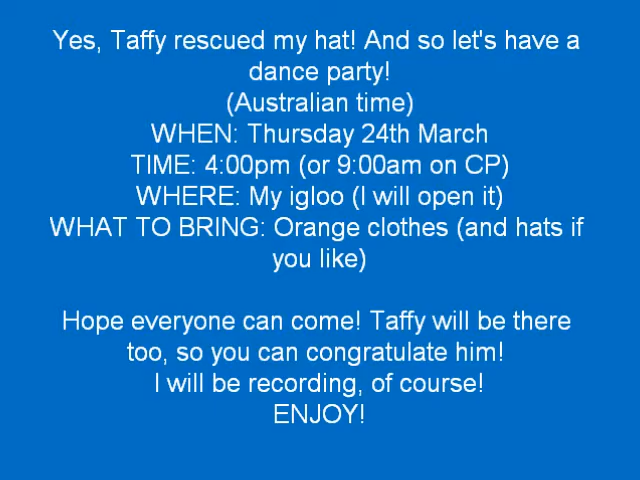 Yes, Taffy rescued my hat! And so let's have a
dance party!
(Australian time)
WHEN: Thursday 24th March
TIME: 4:00pm (or 9:00am on CP)
WHERE: My igloo (I will open it)
WHAT TO BRING: Orange clothes (and hats if
you like)
Hope everyone can come! Taffy will be there
too, so you can congratulate him!
I will be recording, of course!
ENJOY!